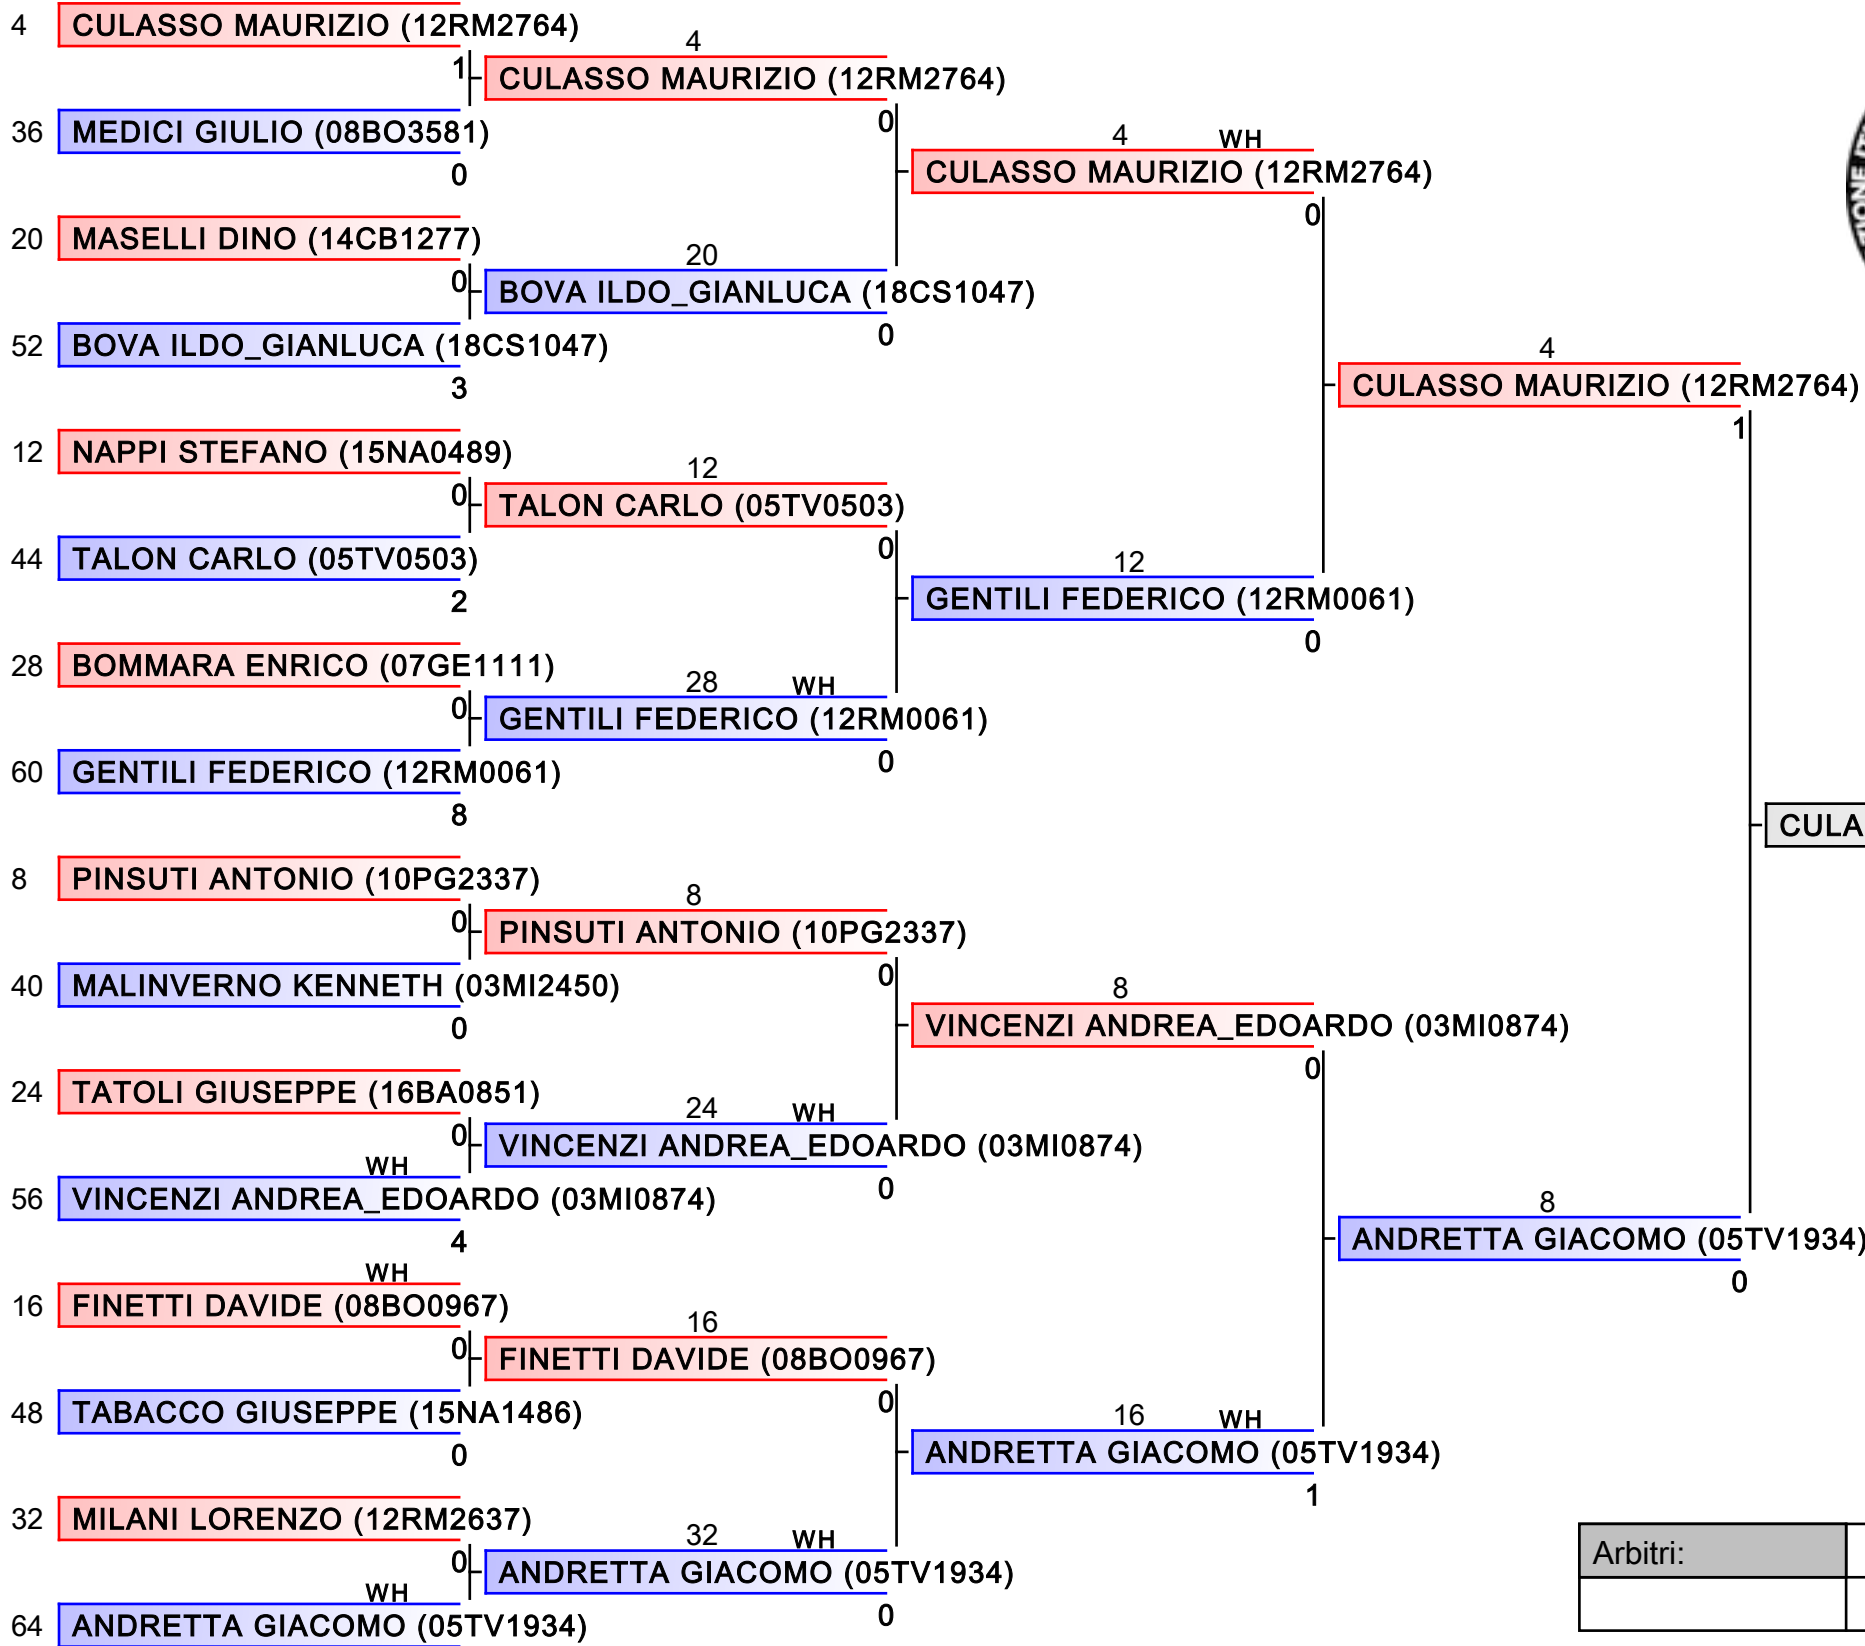 4 CULASSO MAURIZIO (12RM2764)
4
1 CULASSO MAURIZIO (12RM2764)
0
36 MEDICI GIULIO (08BO3581)
4 WH
0
CULASSO MAURIZIO (12RM2764)
0
20 MASELLI DINO (14CB1277)
20
0 BOVA ILDO_GIANLUCA (18CS1047)
0
52 BOVA ILDO_GIANLUCA (18CS1047)
4
3
CULASSO MAURIZIO (12RM2764)
1
12 NAPPI STEFANO (15NA0489)
12
0 TALON CARLO (05TV0503)
0
44 TALON CARLO (05TV0503)
12
2
GENTILI FEDERICO (12RM0061)
0
28 BOMMARA ENRICO (07GE1111)
28 WH
0 GENTILI FEDERICO (12RM0061)
0
60 GENTILI FEDERICO (12RM0061)
8
CULA
8 PINSUTI ANTONIO (10PG2337)
8
0 PINSUTI ANTONIO (10PG2337)
0
40 MALINVERNO KENNETH (03MI2450)
8
0
VINCENZI ANDREA_EDOARDO (03MI0874)
0
24 TATOLI GIUSEPPE (16BA0851)
24 WH
0 VINCENZI ANDREA_EDOARDO (03MI0874)
0
WH
56 VINCENZI ANDREA_EDOARDO (03MI0874)
8
4
ANDRETTA GIACOMO (05TV1934)
0
WH
16 FINETTI DAVIDE (08BO0967)
16
0 FINETTI DAVIDE (08BO0967)
0
48 TABACCO GIUSEPPE (15NA1486)
16 WH
0
ANDRETTA GIACOMO (05TV1934)
1
32 MILANI LORENZO (12RM2637)
32 WH
0 ANDRETTA GIACOMO (05TV1934)
0
WH
64 ANDRETTA GIACOMO (05TV1934)
Arbitri: